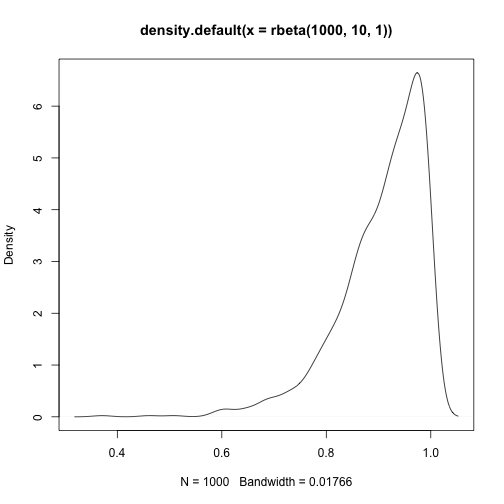 density.default(x = rbeta(1000, 10, 1))
Density
6
5
4
3
2
1
0
0.4 0.6 0.8 1.0
N = 1000 Bandwidth = 0.01766